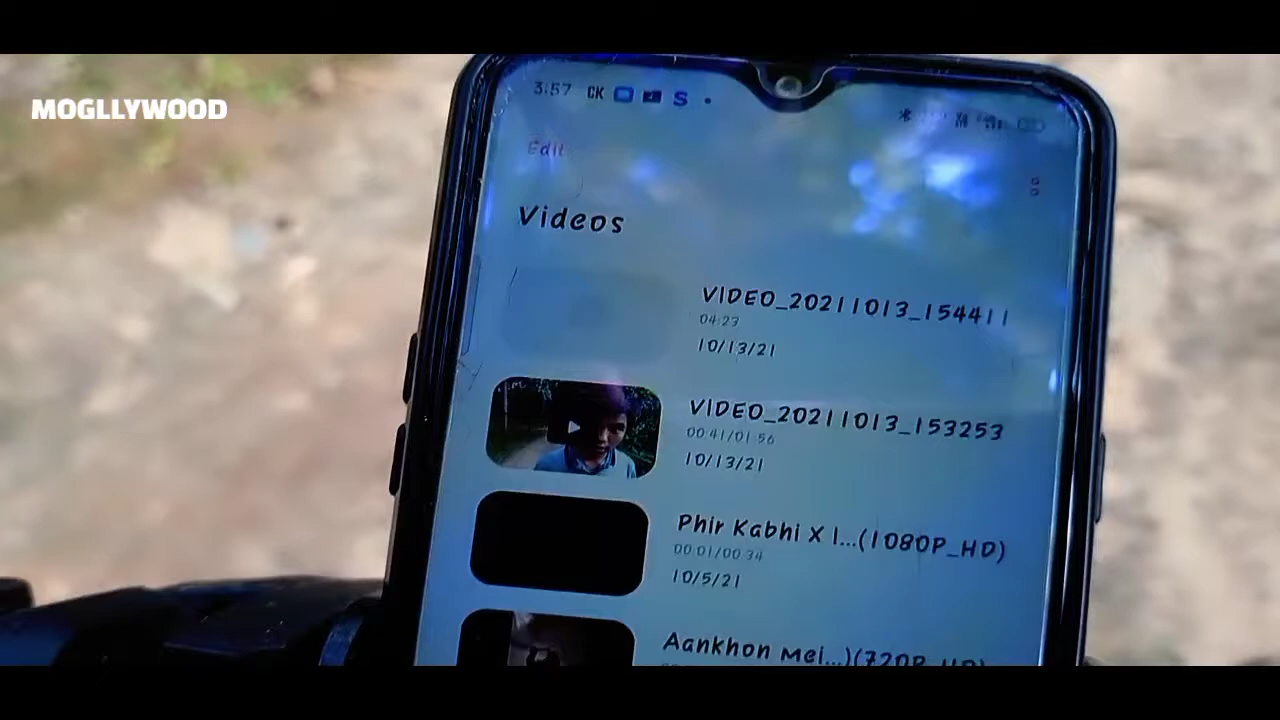 MOGLLYWOOD
3:57 CK S
Edit
Videos
VIDEO_20211013_154411
04:23
10/13/21
VIDEO_20211013_153253
00:41/01:56
10/13/21
Phir Kabhi X I...(1080P_HD)
00:01/00:34
10/5/21
Aankhon Mei...)(720P_HD)